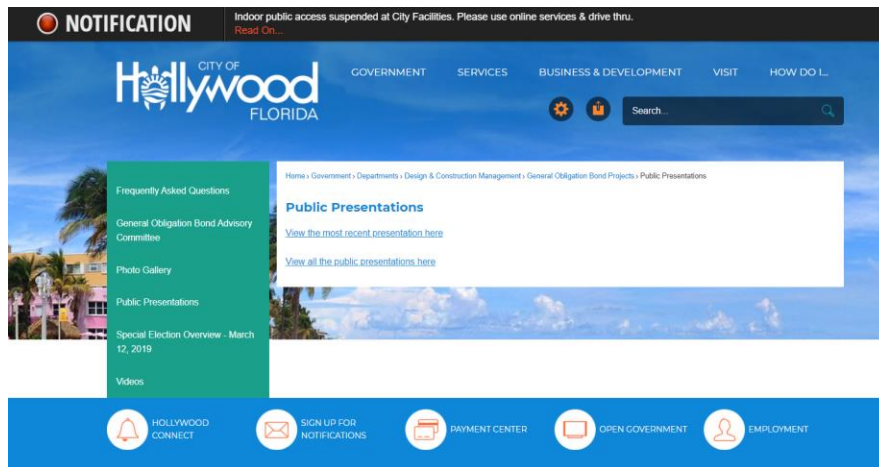 NOTIFICATION
Indoor public access suspended at City Facilities. Please use online services & drive thru.
Read On...
CITY OF
Hollywood
FLORIDA
GOVERNMENT SERVICES BUSINESS & DEVELOPMENT VISIT HOW DO I...
Search...
Frequently Asked Questions
General Obligation Bond Advisory
Committee
Photo Gallery
Public Presentations
Special Election Overview - March
12, 2019
Videos
Home › Government › Departments › Design & Construction Management › General Obligation Bond Projects › Public Presentations
Public Presentations
View the most recent presentation here
View all the public presentations here
HOLLYWOOD
CONNECT
SIGN UP FOR
NOTIFICATIONS
PAYMENT CENTER
OPEN GOVERNMENT
EMPLOYMENT